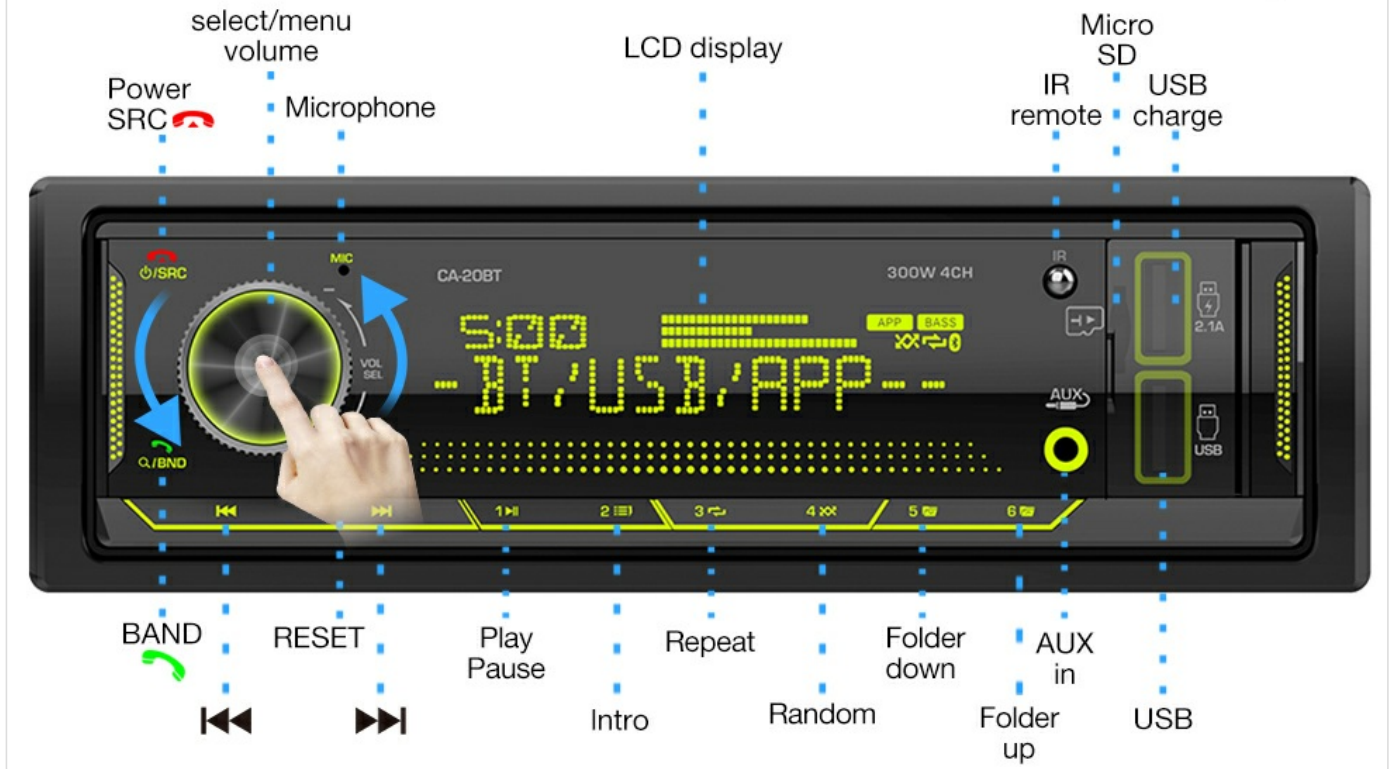 select/menu
volume
LCD display
Micro
SD
Power
SRC
Microphone
IR
remote
USB
charge
⏻/SRC
MIC
CA-20BT
300W 4CH
IR
2.1A
5:00
APP
BASS
VOL
SEL
-BT/USB/APP--
AUX
/BND
USB
1
2
3
4
5
6
BAND
RESET
Play
Pause
Repeat
Folder
down
AUX
in
Intro
Random
Folder
up
USB